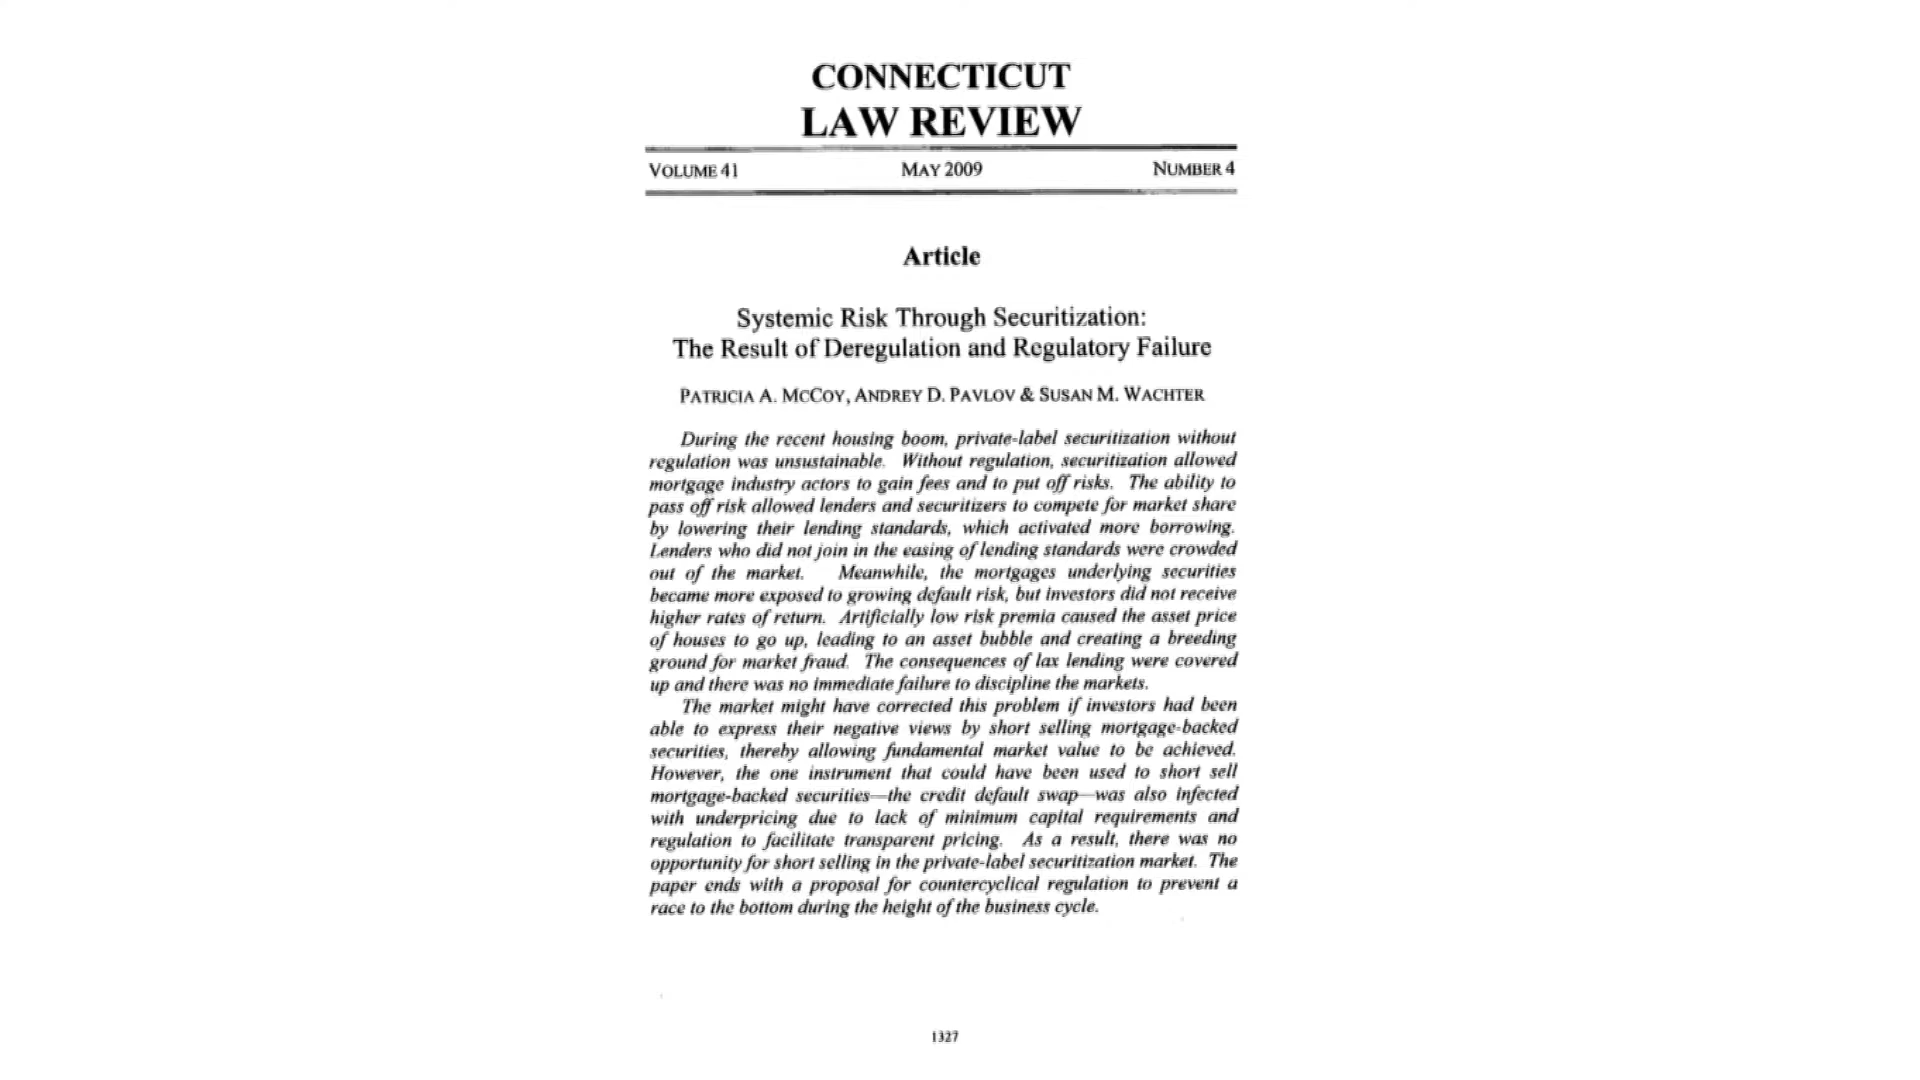 CONNECTICUT
LAW REVIEW
VOLUME 41 MAY 2009 NUMBER 4
Article
Systemic Risk Through Securitization:
The Result of Deregulation and Regulatory Failure
PATRICIA A. MCCOY, ANDREY D. PAVLOV & SUSAN M. WACHTER
During the recent housing boom, private-label securitization without
regulation was unsustainable. Without regulation, securitization allowed
mortgage industry actors to gain fees and to put off risks. The ability to
pass off risk allowed lenders and securitizers to compete for market share
by lowering their lending standards, which activated more borrowing.
Lenders who did not join in the easing of lending standards were crowded
out of the market. Meanwhile, the mortgages underlying securities
became more exposed to growing default risk, but investors did not receive
higher rates of return. Artificially low risk premia caused the asset price
of houses to go up, leading to an asset bubble and creating a breeding
ground for market fraud. The consequences of lax lending were covered
up and there was no immediate failure to discipline the markets.
The market might have corrected this problem if investors had been
able to express their negative views by short selling mortgage-backed
securities, thereby allowing fundamental market value to be achieved.
However, the one instrument that could have been used to short sell
mortgage-backed securities—the credit default swap—was also infected
with underpricing due to lack of minimum capital requirements and
regulation to facilitate transparent pricing. As a result, there was no
opportunity for short selling in the private-label securitization market. The
paper ends with a proposal for countercyclical regulation to prevent a
race to the bottom during the height of the business cycle.
1327